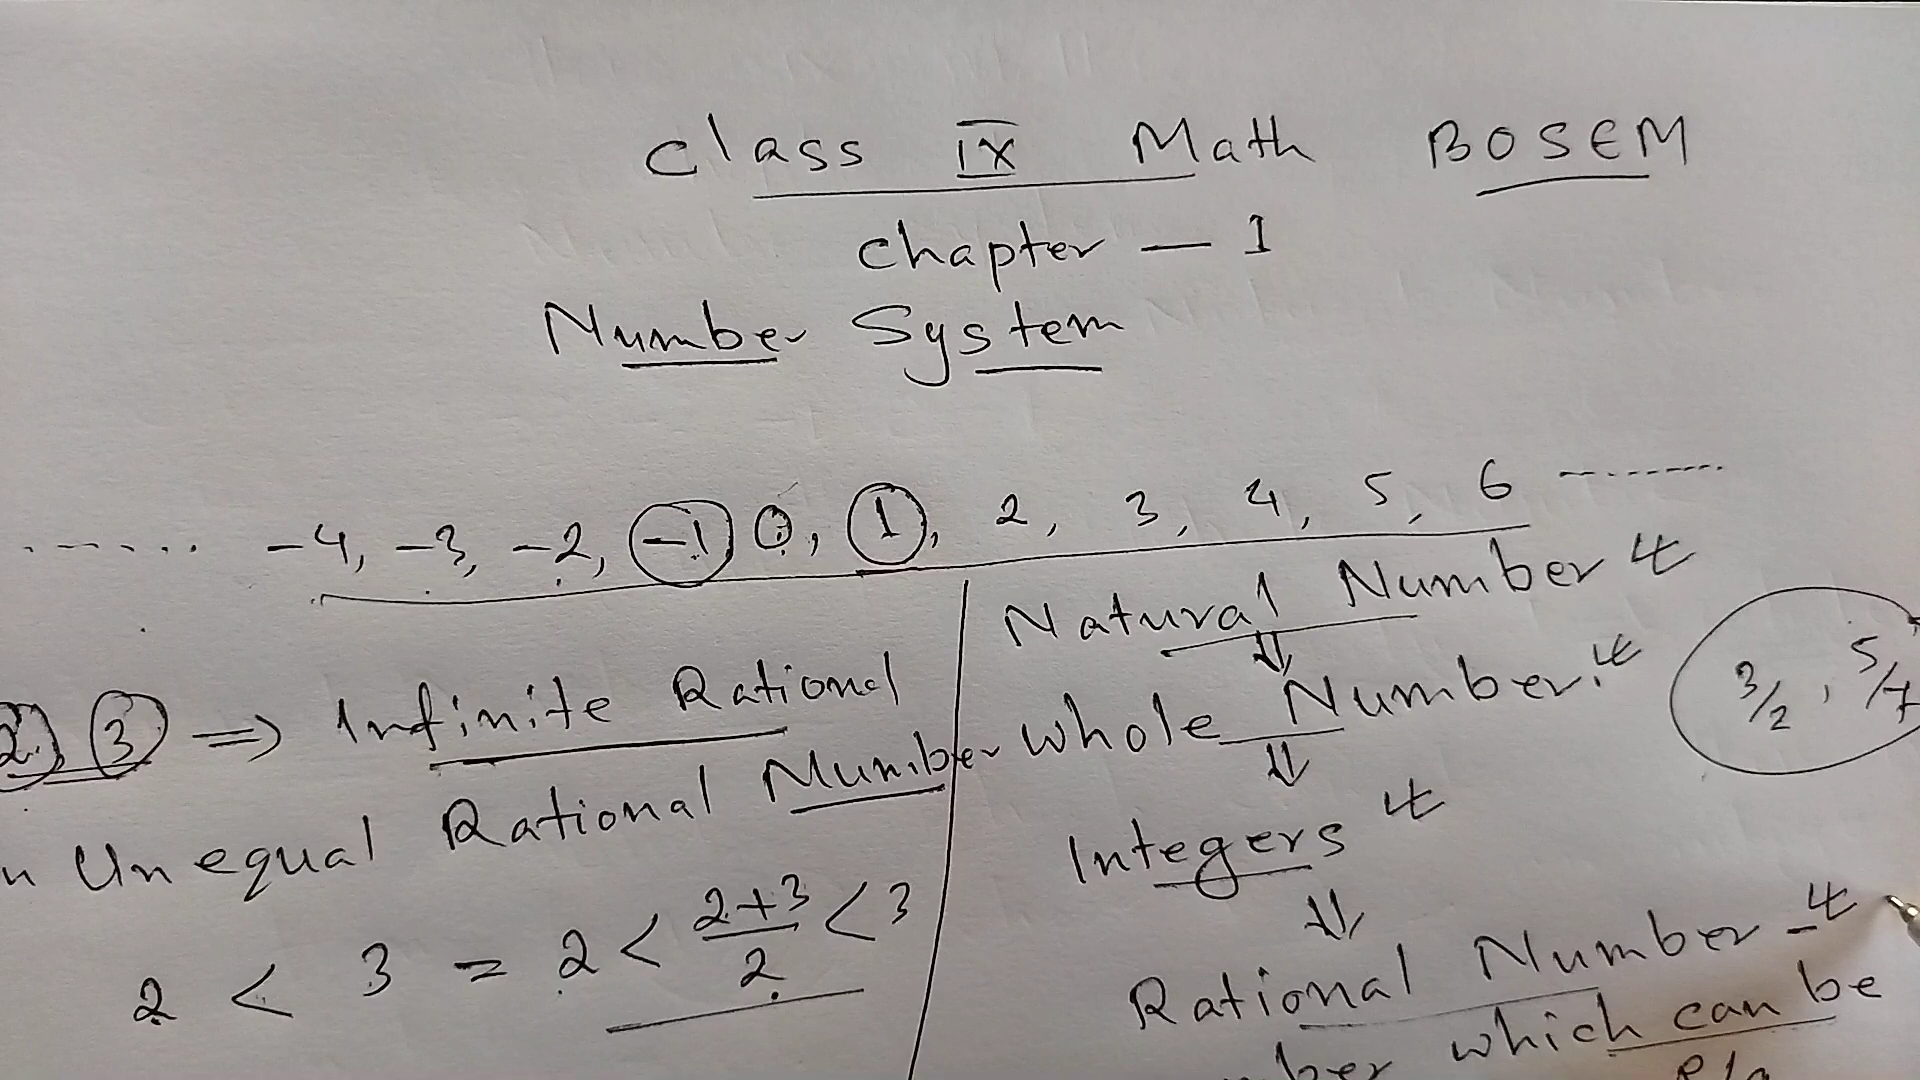 Class IX Math BOSEM
Chapter - 1
Number System
....... -4, -3, -2, -1 0, 1, 2, 3, 4, 5, 6 .........
2, 3 => Infinite Rational
Number
Unequal Rational
2 < 3 = 2 < (2+3)/2 < 3
Natural Number
⇓
Whole Number.
⇓
Integers
⇓
Rational Number -
which can be
3/2, 5/7